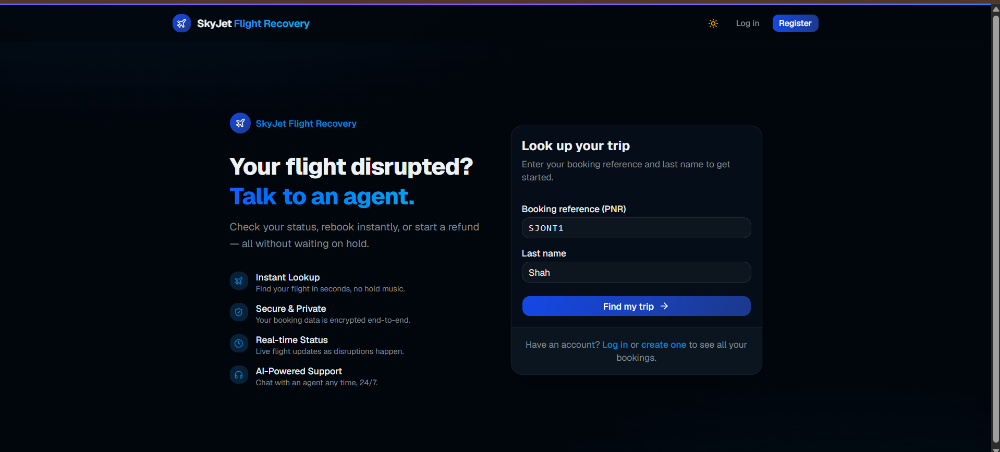 SkyJet Flight Recovery
Log in
Register
SkyJet Flight Recovery
Your flight disrupted?
Talk to an agent.
Check your status, rebook instantly, or start a refund
— all without waiting on hold.
Instant Lookup
Find your flight in seconds, no hold music.
Secure & Private
Your booking data is encrypted end-to-end.
Real-time Status
Live flight updates as disruptions happen.
AI-Powered Support
Chat with an agent any time, 24/7.
Look up your trip
Enter your booking reference and last name to get
started.
Booking reference (PNR)
SJONT1
Last name
Shah
Find my trip →
Have an account? Log in or create one to see all your
bookings.